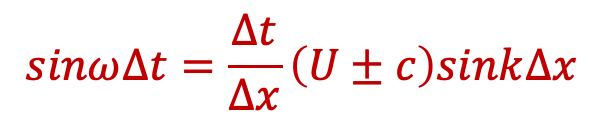 sinωΔt = Δt/Δx (U ± c)sinkΔx